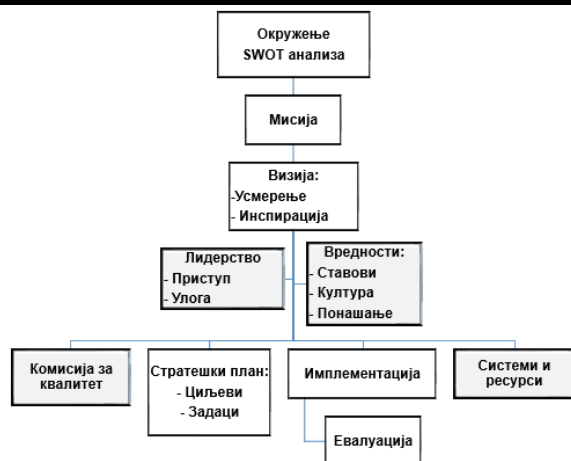 Окружење
SWOT анализа
Мисија
Визија:
-Усмерење
- Инспирација
Лидерство
- Приступ
- Улога
Вредности:
- Ставови
- Култура
- Понашање
Комисија за
квалитет
Стратешки план:
- Циљеви
- Задаци
Имплементација
Системи и
ресурси
Евалуација